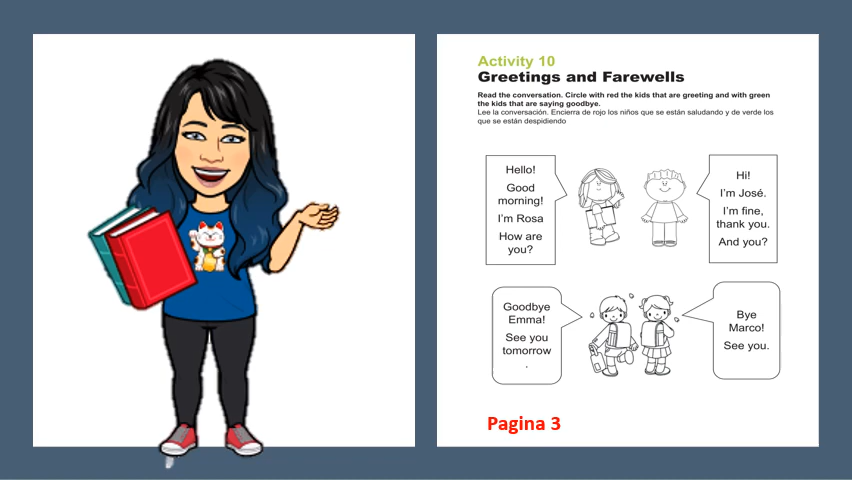 Activity 10
Greetings and Farewells
Read the conversation. Circle with red the kids that are greeting and with green
the kids that are saying goodbye.
Lee la conversación. Encierra de rojo los niños que se están saludando y de verde los
que se están despidiendo
Hello!
Good
morning!
I'm Rosa
How are
you?
Hi!
I'm José.
I'm fine,
thank you.
And you?
Goodbye
Emma!
See you
tomorrow
.
Bye
Marco!
See you.
Pagina 3